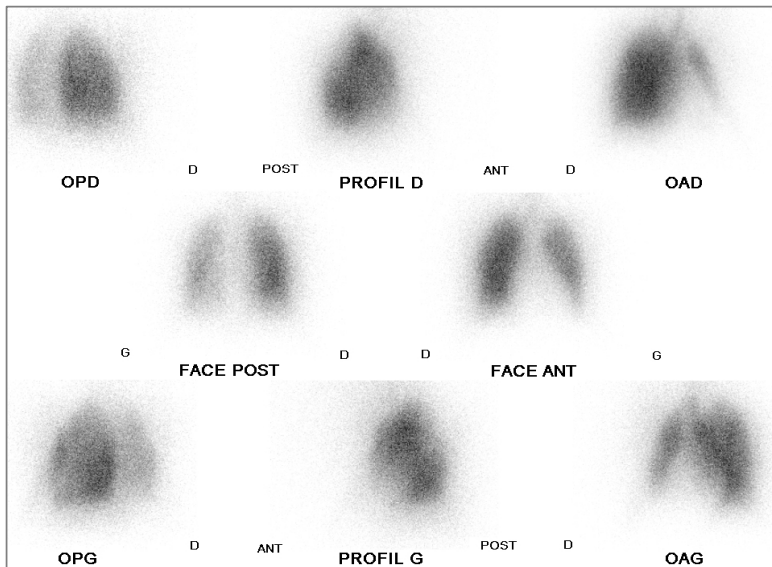 D POST ANT D
OPD PROFIL D OAD
G D D G
FACE POST FACE ANT
D ANT POST D
OPG PROFIL G OAG